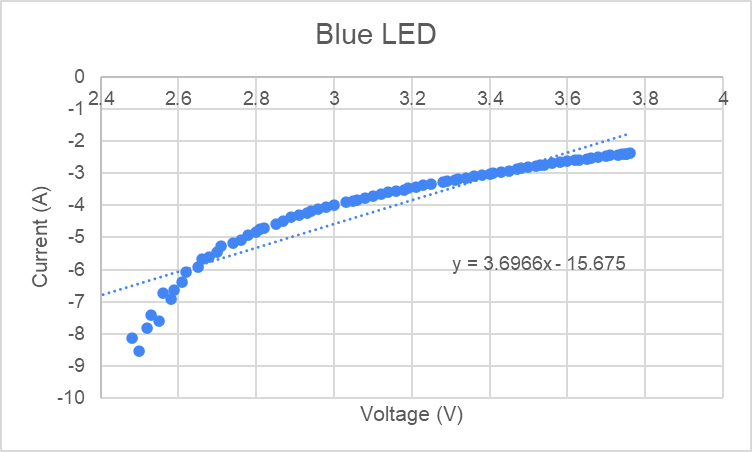 Blue LED
0
2.4 2.6 2.8 3 3.2 3.4 3.6 3.8 4
-1
-2
-3
-4
-5
-6
-7
-8
-9
-10
y = 3.6966x - 15.675
Current (A)
Voltage (V)